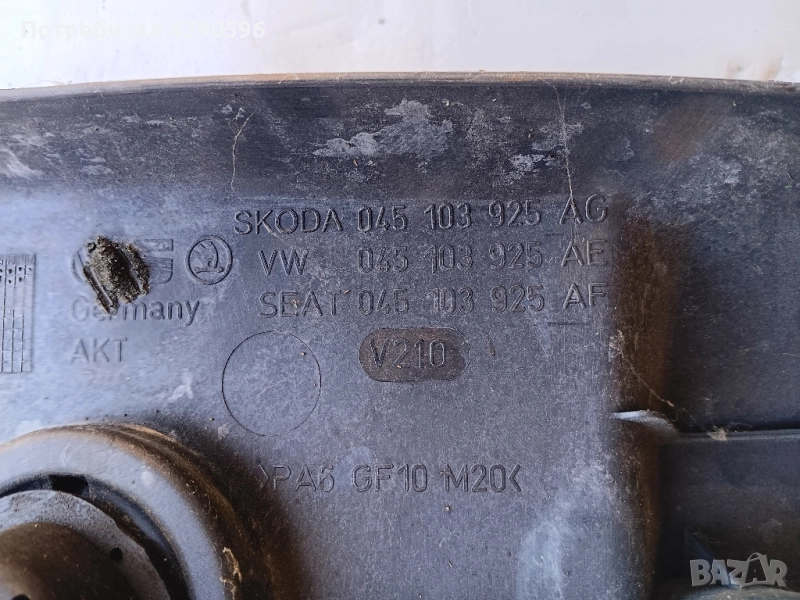 SKODA 045 103 925 AG
VW 045 103 925 AE
SEAT 045 103 925 AF
Germany
AKT
V210
>PA6 GF10 M20<
BAZAR